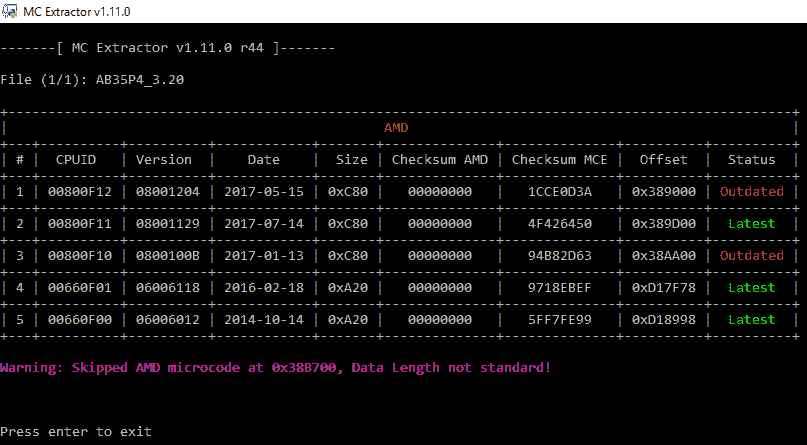 MC Extractor v1.11.0
-------[ MC Extractor v1.11.0 r44 ]-------
File (1/1): AB35P4_3.20
AMD
| # | CPUID | Version | Date | Size | Checksum AMD | Checksum MCE | Offset | Status |
| 1 | 00800F12 | 08001204 | 2017-05-15 | 0xC80 | 00000000 | 1CCE0D3A | 0x389000 | Outdated |
| 2 | 00800F11 | 08001129 | 2017-07-14 | 0xC80 | 00000000 | 4F426450 | 0x389D00 | Latest |
| 3 | 00800F10 | 0800100B | 2017-01-13 | 0xC80 | 00000000 | 94B82D63 | 0x38AA00 | Outdated |
| 4 | 00660F01 | 06006118 | 2016-02-18 | 0xA20 | 00000000 | 9718EBEF | 0xD17F78 | Latest |
| 5 | 00660F00 | 06006012 | 2014-10-14 | 0xA20 | 00000000 | 5FF7FE99 | 0xD18998 | Latest |
Warning: Skipped AMD microcode at 0x38B700, Data Length not standard!
Press enter to exit